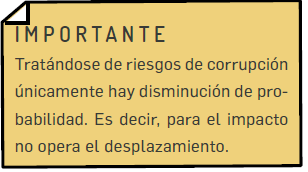 IMPORTANTE
Tratándose de riesgos de corrupción
únicamente hay disminución de pro-
babilidad. Es decir, para el impacto
no opera el desplazamiento.